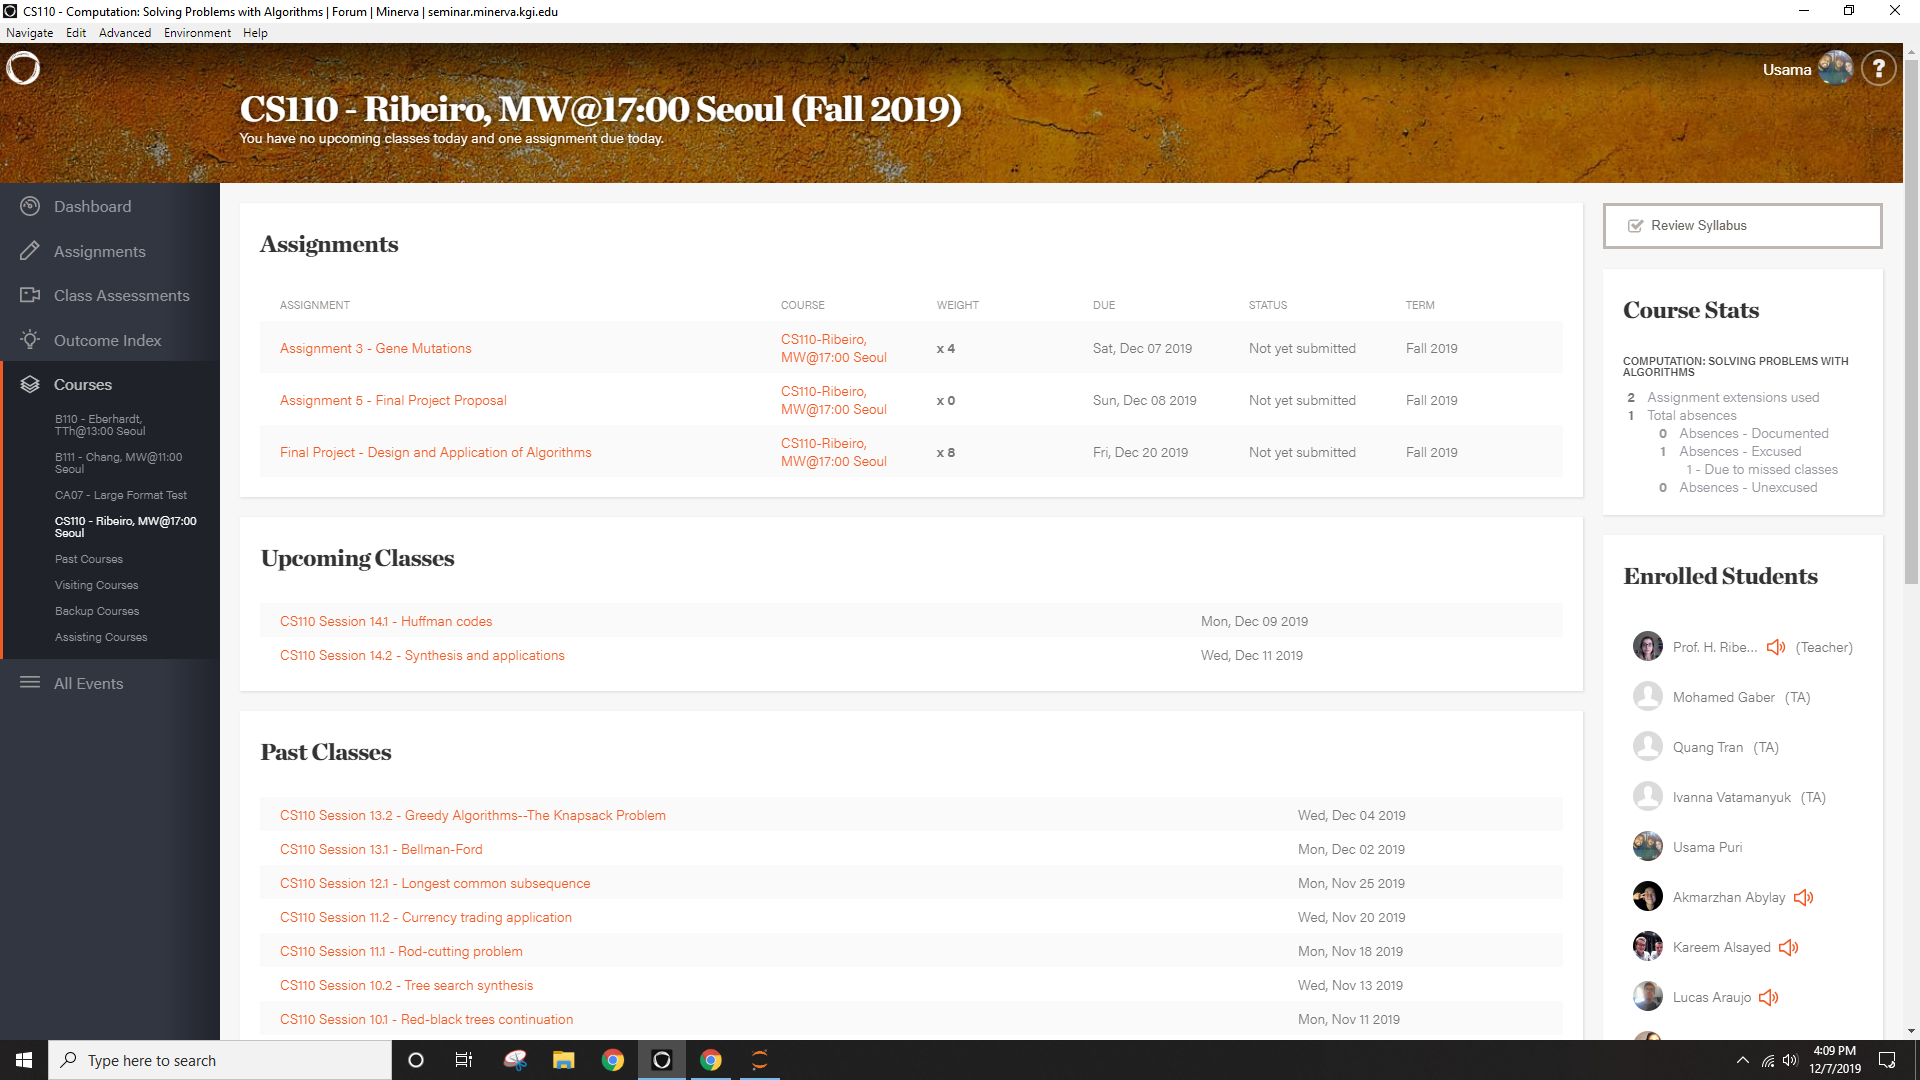 CS110 - Computation: Solving Problems with Algorithms | Forum | Minerva | seminar.minerva.kgi.edu
Navigate Edit Advanced Environment Help
Usama ?
CS110 - Ribeiro, MW@17:00 Seoul (Fall 2019)
You have no upcoming classes today and one assignment due today.
Dashboard
Assignments
Class Assessments
Outcome Index
Courses
B110 - Eberhardt,
TTh@13:00 Seoul
B111 - Chang, MW@11:00
Seoul
CA07 - Large Format Test
CS110 - Ribeiro, MW@17:00
Seoul
Past Courses
Visiting Courses
Backup Courses
Assisting Courses
All Events
Assignments
ASSIGNMENT COURSE WEIGHT DUE STATUS TERM
Assignment 3 - Gene Mutations CS110-Ribeiro, MW@17:00 Seoul x 4 Sat, Dec 07 2019 Not yet submitted Fall 2019
Assignment 5 - Final Project Proposal CS110-Ribeiro, MW@17:00 Seoul x 0 Sun, Dec 08 2019 Not yet submitted Fall 2019
Final Project - Design and Application of Algorithms CS110-Ribeiro, MW@17:00 Seoul x 8 Fri, Dec 20 2019 Not yet submitted Fall 2019
Upcoming Classes
CS110 Session 14.1 - Huffman codes Mon, Dec 09 2019
CS110 Session 14.2 - Synthesis and applications Wed, Dec 11 2019
Past Classes
CS110 Session 13.2 - Greedy Algorithms--The Knapsack Problem Wed, Dec 04 2019
CS110 Session 13.1 - Bellman-Ford Mon, Dec 02 2019
CS110 Session 12.1 - Longest common subsequence Mon, Nov 25 2019
CS110 Session 11.2 - Currency trading application Wed, Nov 20 2019
CS110 Session 11.1 - Rod-cutting problem Mon, Nov 18 2019
CS110 Session 10.2 - Tree search synthesis Wed, Nov 13 2019
CS110 Session 10.1 - Red-black trees continuation Mon, Nov 11 2019
Review Syllabus
Course Stats
COMPUTATION: SOLVING PROBLEMS WITH
ALGORITHMS
2 Assignment extensions used
1 Total absences
0 Absences - Documented
1 Absences - Excused
1 - Due to missed classes
0 Absences - Unexcused
Enrolled Students
Prof. H. Ribe... (Teacher)
Mohamed Gaber (TA)
Quang Tran (TA)
Ivanna Vatamanyuk (TA)
Usama Puri
Akmarzhan Abylay
Kareem Alsayed
Lucas Araujo
Type here to search
4:09 PM
12/7/2019